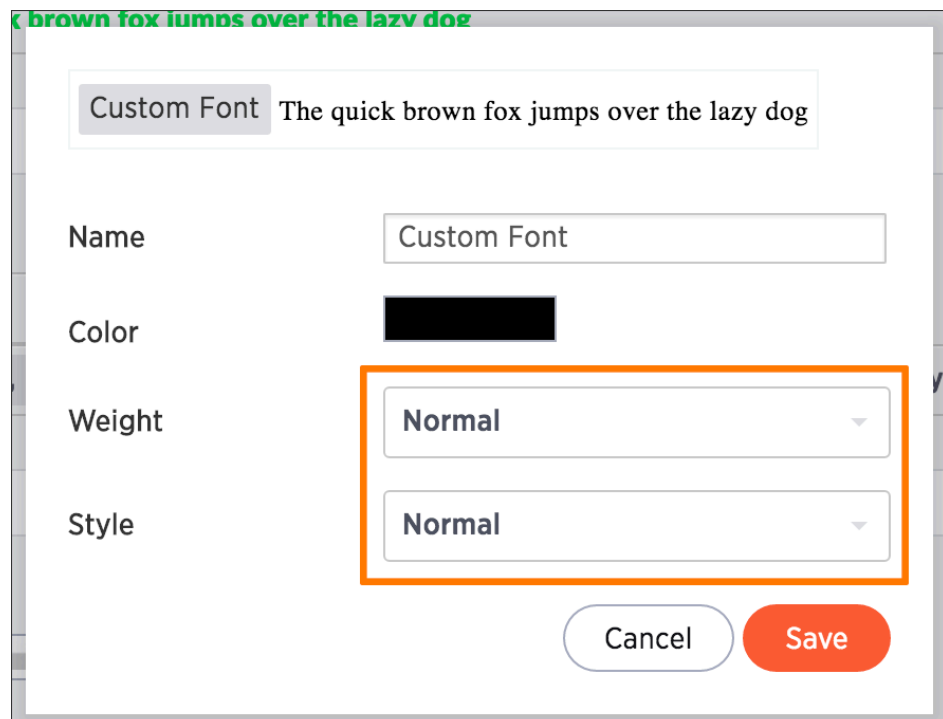 brown fox jumps over the lazy dog
Custom Font The quick brown fox jumps over the lazy dog
Name Custom Font
Color
Weight Normal
Style Normal
Cancel Save